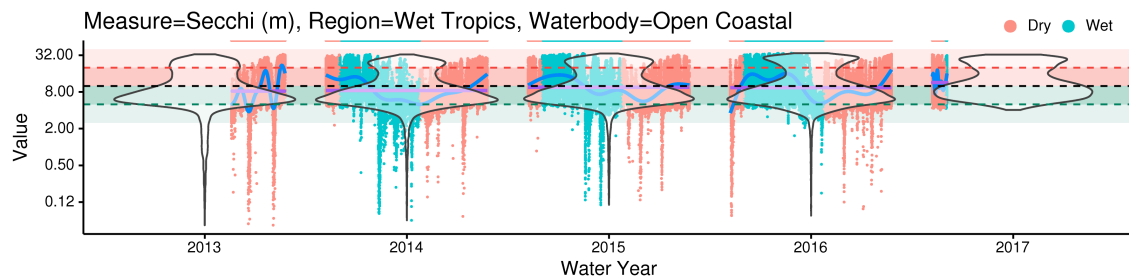 Measure=Secchi (m), Region=Wet Tropics, Waterbody=Open Coastal
Dry Wet
32.00
8.00
2.00
0.50
0.12
Value
2013 2014 2015 2016 2017
Water Year